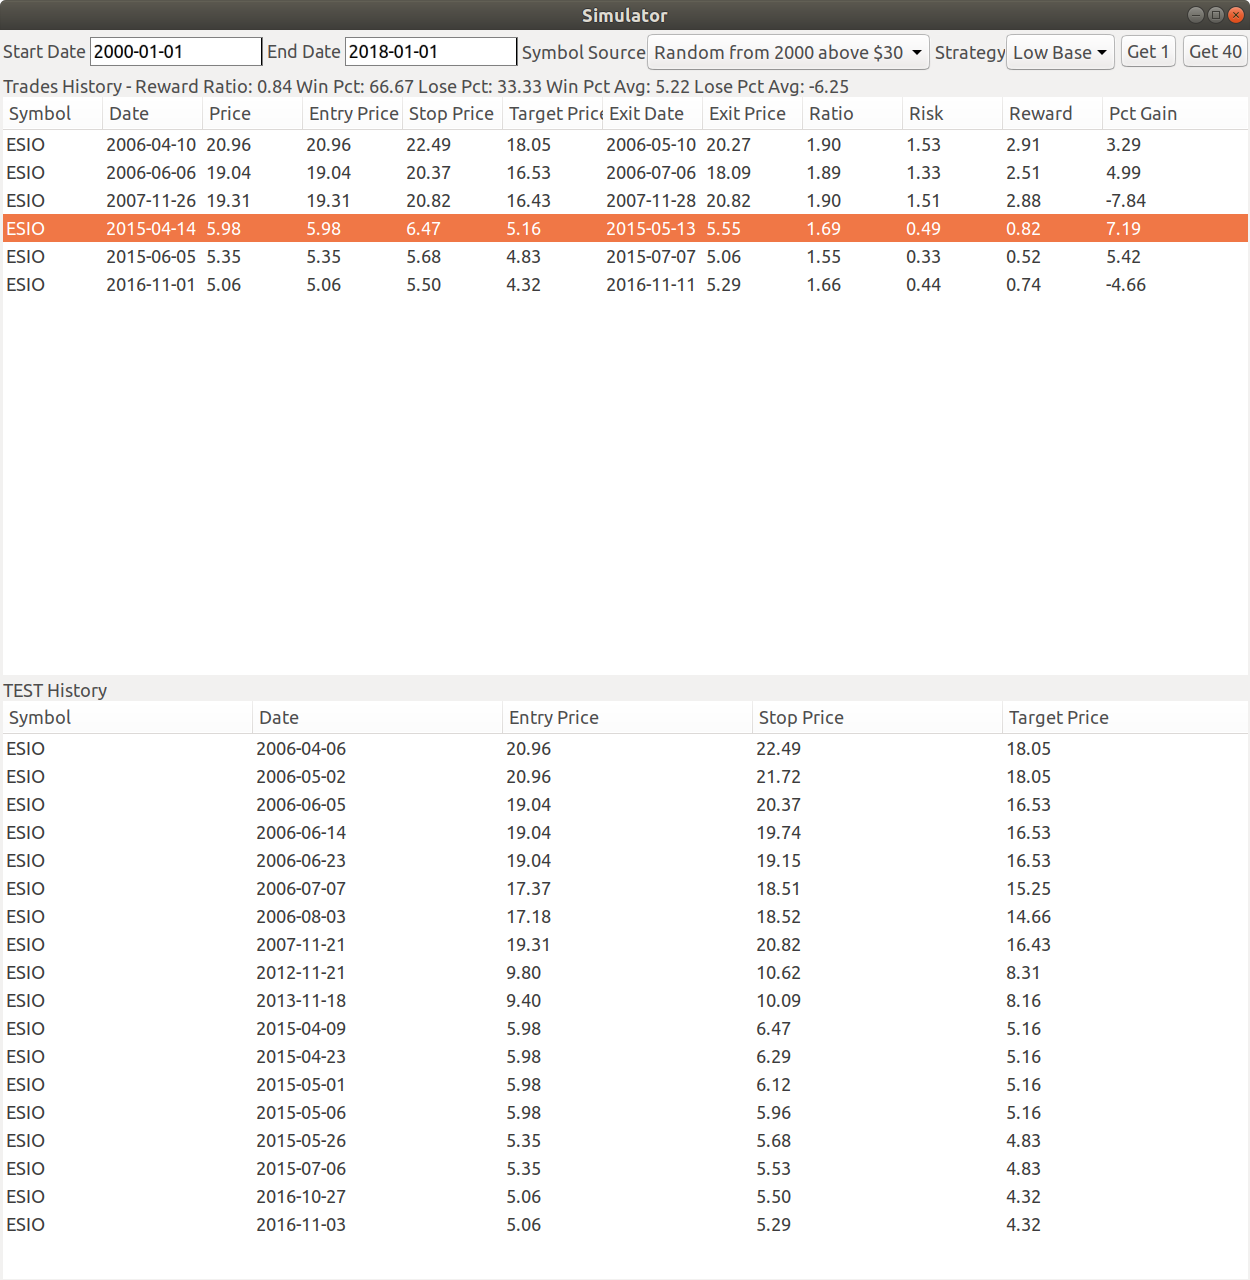 Simulator
Start Date 2000-01-01 End Date 2018-01-01 Symbol Source Random from 2000 above $30 Strategy Low Base Get 1 Get 40
Trades History - Reward Ratio: 0.84 Win Pct: 66.67 Lose Pct: 33.33 Win Pct Avg: 5.22 Lose Pct Avg: -6.25
Symbol Date Price Entry Price Stop Price Target Price Exit Date Exit Price Ratio Risk Reward Pct Gain
ESIO 2006-04-10 20.96 20.96 22.49 18.05 2006-05-10 20.27 1.90 1.53 2.91 3.29
ESIO 2006-06-06 19.04 19.04 20.37 16.53 2006-07-06 18.09 1.89 1.33 2.51 4.99
ESIO 2007-11-26 19.31 19.31 20.82 16.43 2007-11-28 20.82 1.90 1.51 2.88 -7.84
ESIO 2015-04-14 5.98 5.98 6.47 5.16 2015-05-13 5.55 1.69 0.49 0.82 7.19
ESIO 2015-06-05 5.35 5.35 5.68 4.83 2015-07-07 5.06 1.55 0.33 0.52 5.42
ESIO 2016-11-01 5.06 5.06 5.50 4.32 2016-11-11 5.29 1.66 0.44 0.74 -4.66
TEST History
Symbol Date Entry Price Stop Price Target Price
ESIO 2006-04-06 20.96 22.49 18.05
ESIO 2006-05-02 20.96 21.72 18.05
ESIO 2006-06-05 19.04 20.37 16.53
ESIO 2006-06-14 19.04 19.74 16.53
ESIO 2006-06-23 19.04 19.15 16.53
ESIO 2006-07-07 17.37 18.51 15.25
ESIO 2006-08-03 17.18 18.52 14.66
ESIO 2007-11-21 19.31 20.82 16.43
ESIO 2012-11-21 9.80 10.62 8.31
ESIO 2013-11-18 9.40 10.09 8.16
ESIO 2015-04-09 5.98 6.47 5.16
ESIO 2015-04-23 5.98 6.29 5.16
ESIO 2015-05-01 5.98 6.12 5.16
ESIO 2015-05-06 5.98 5.96 5.16
ESIO 2015-05-26 5.35 5.68 4.83
ESIO 2015-07-06 5.35 5.53 4.83
ESIO 2016-10-27 5.06 5.50 4.32
ESIO 2016-11-03 5.06 5.29 4.32